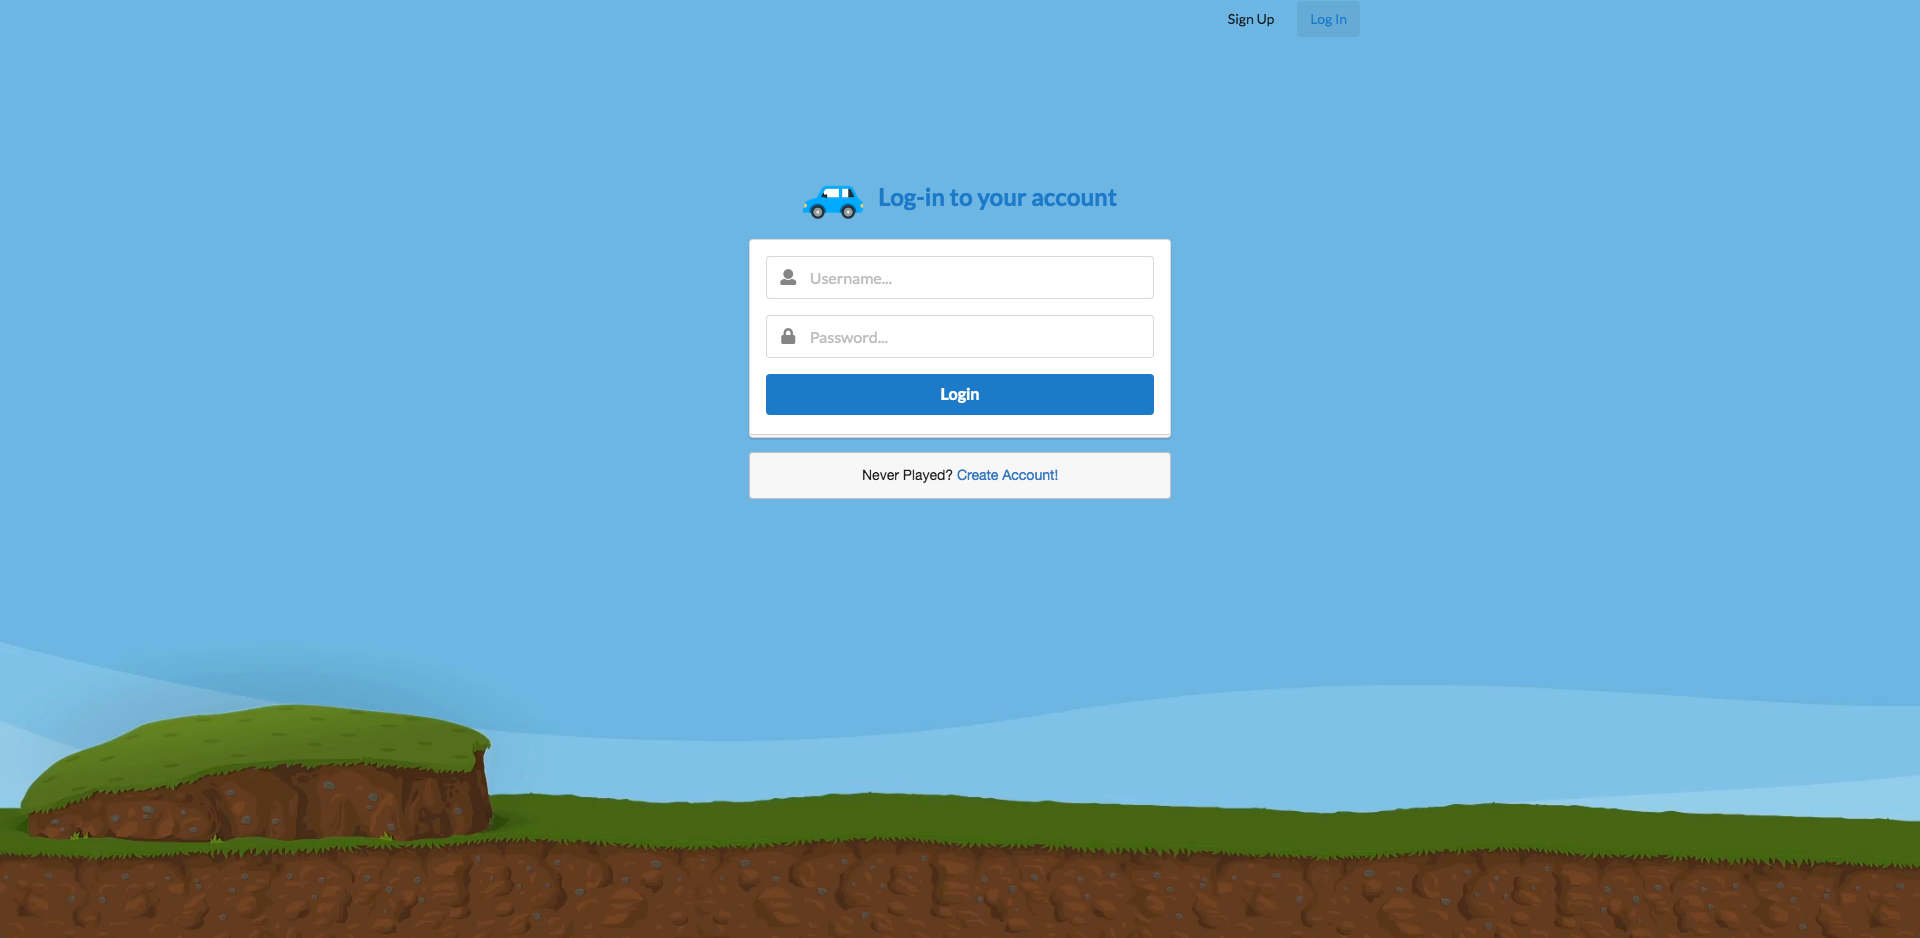 Sign Up
Log In
Log-in to your account
Username...
Password...
Login
Never Played? Create Account!